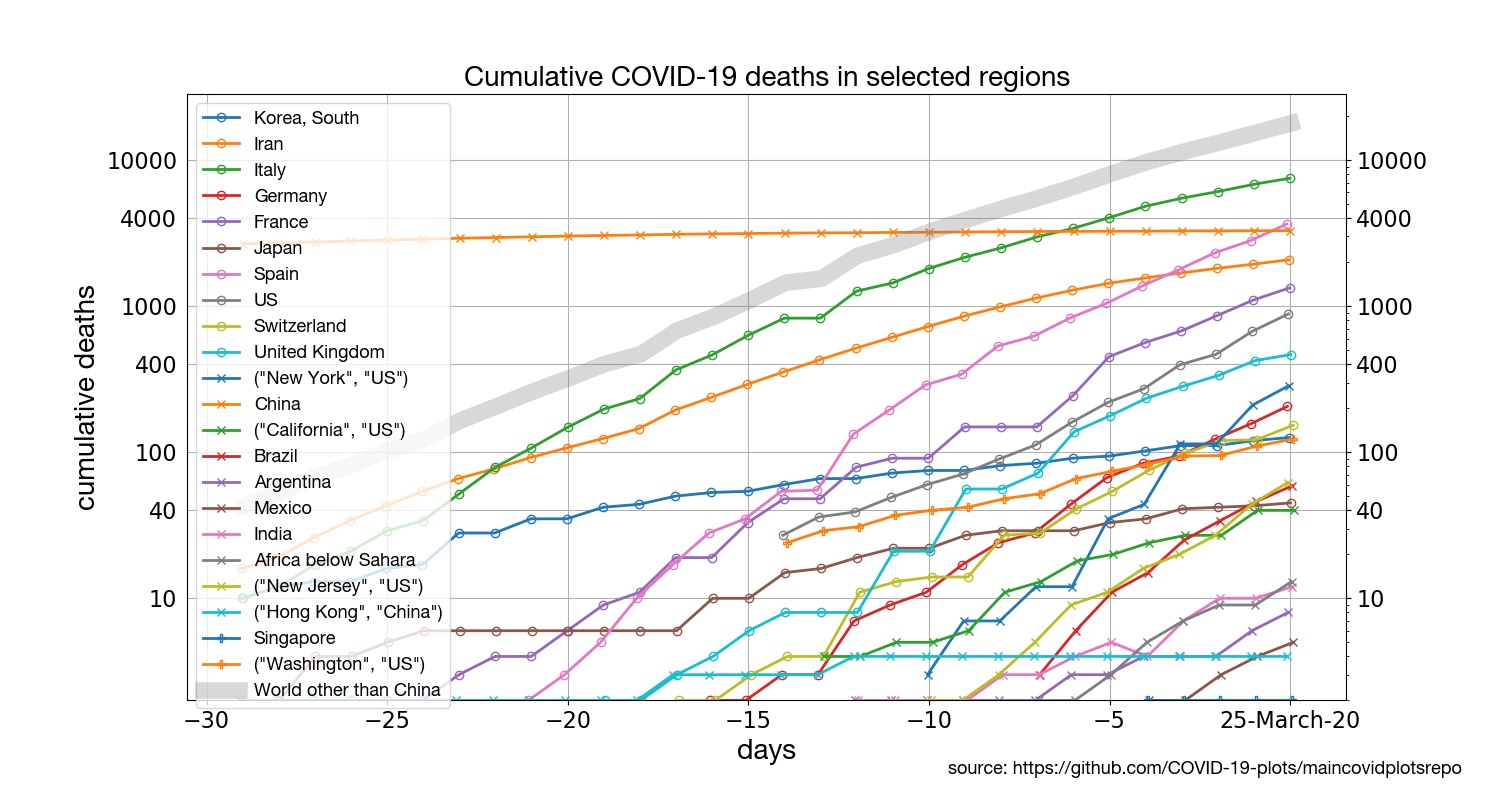 Cumulative COVID-19 deaths in selected regions
cumulative deaths
10000
4000
1000
400
100
40
10
Korea, South
Iran
Italy
Germany
France
Japan
Spain
US
Switzerland
United Kingdom
("New York", "US")
China
("California", "US")
Brazil
Argentina
Mexico
India
Africa below Sahara
("New Jersey", "US")
("Hong Kong", "China")
Singapore
("Washington", "US")
World other than China
10000
4000
1000
400
100
40
10
−30 −25 −20 −15 −10 −5 25-March-20
days
source: https://github.com/COVID-19-plots/maincovidplotsrepo